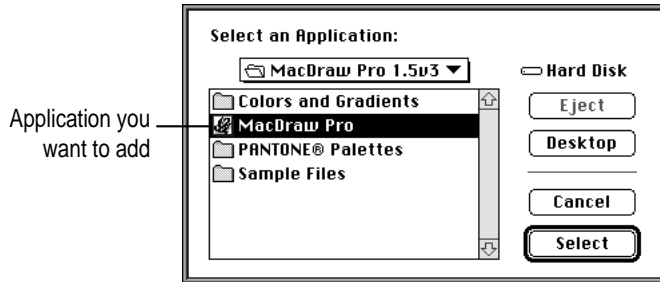 Select an Application:
MacDraw Pro 1.5v3
Hard Disk
Colors and Gradients
MacDraw Pro
PANTONE® Palettes
Sample Files
Eject
Desktop
Cancel
Select
Application you
want to add